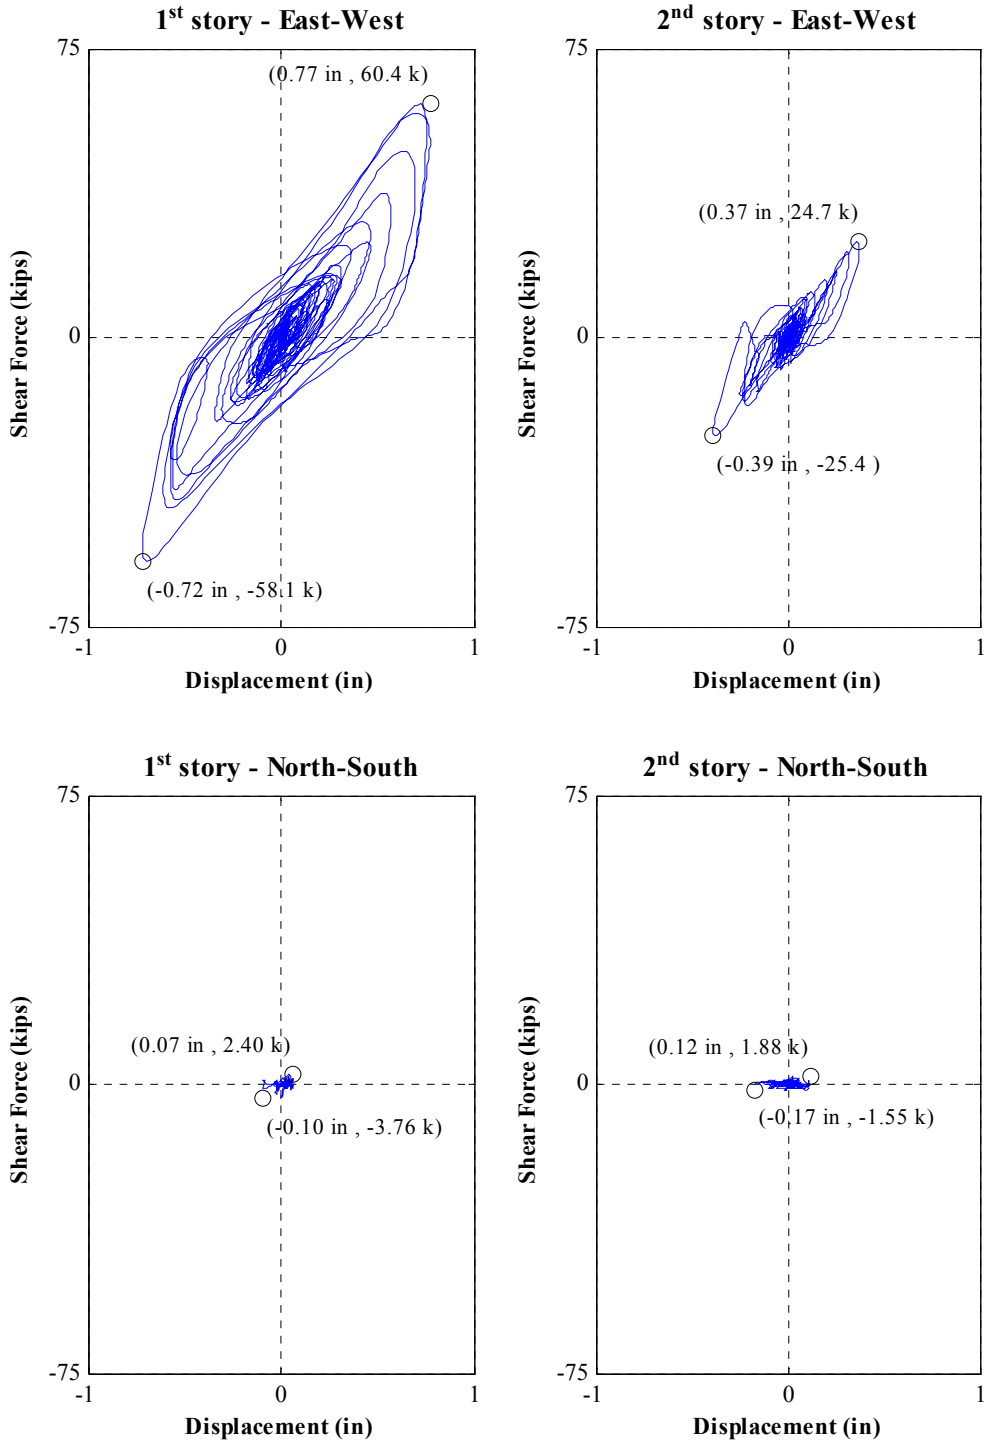 1st story - East-West
75
(0.77 in , 60.4 k)
0
(-0.72 in , -58.1 k)
-75
-1
0
1
Displacement (in)
Shear Force (kips)
2nd story - East-West
75
(0.37 in , 24.7 k)
0
(-0.39 in , -25.4 )
-75
-1
0
1
Displacement (in)
Shear Force (kips)
1st story - North-South
75
(0.07 in , 2.40 k)
0
(-0.10 in , -3.76 k)
-75
-1
0
1
Displacement (in)
Shear Force (kips)
2nd story - North-South
75
(0.12 in , 1.88 k)
0
(-0.17 in , -1.55 k)
-75
-1
0
1
Displacement (in)
Shear Force (kips)